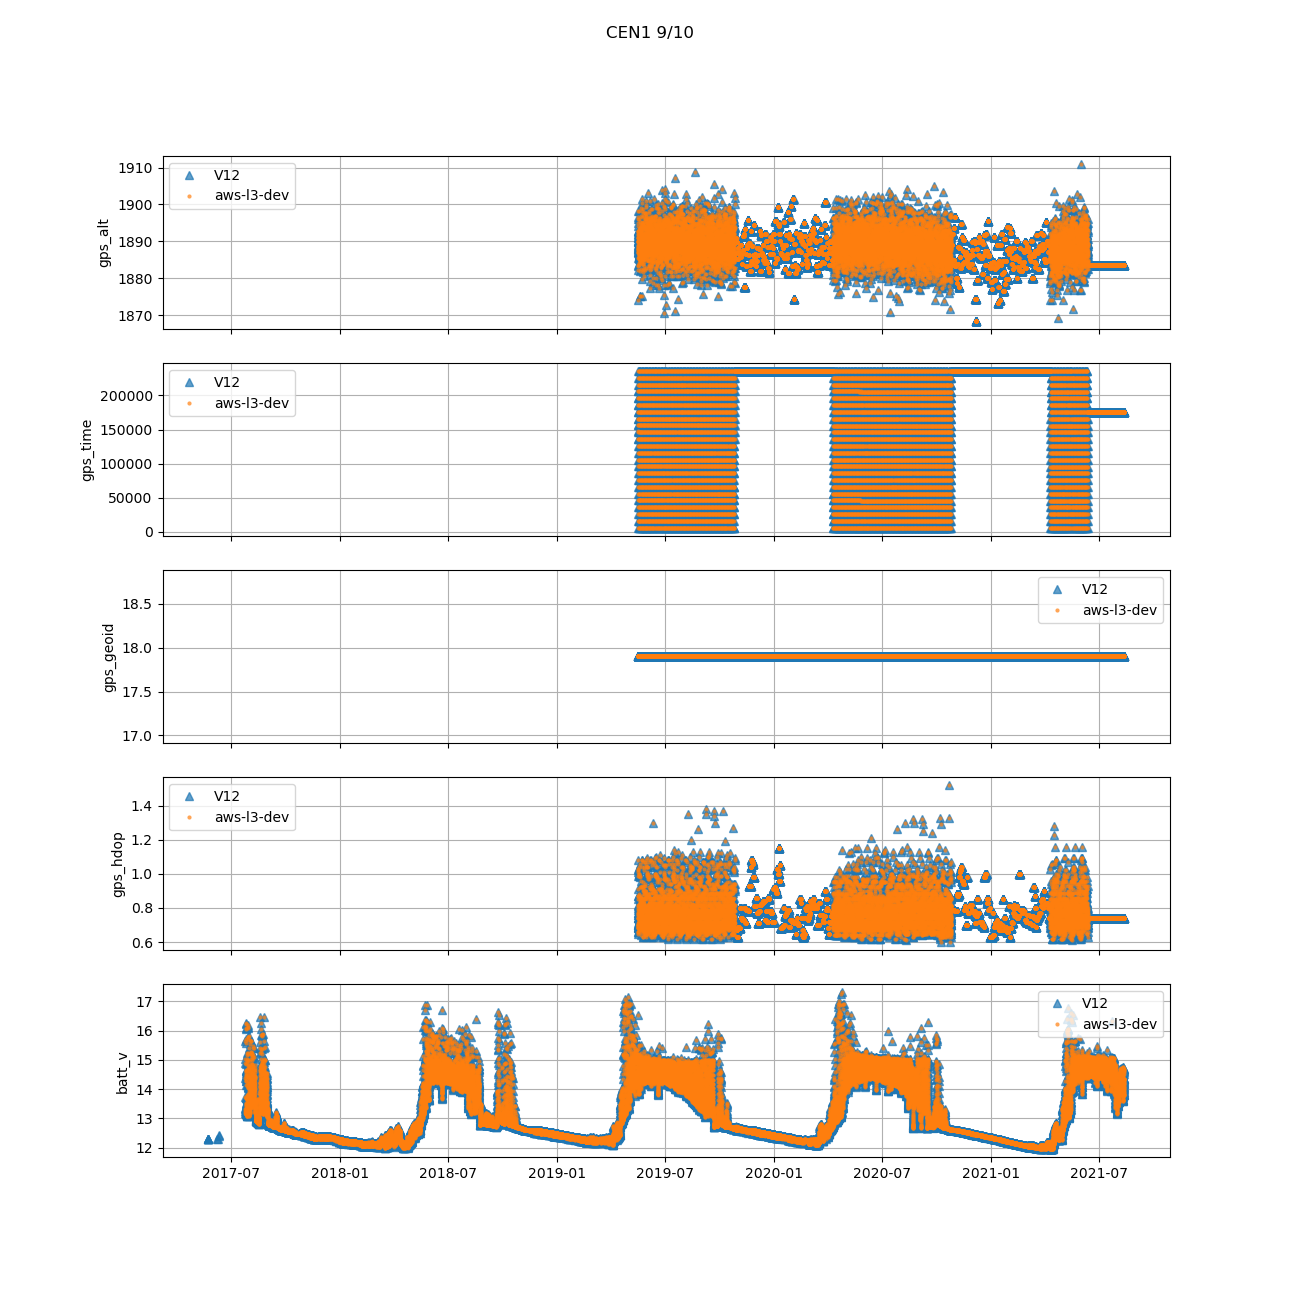 CEN1 9/10
gps_alt
1910
1900
1890
1880
1870
V12
aws-l3-dev
gps_time
200000
150000
100000
50000
0
V12
aws-l3-dev
gps_geoid
18.5
18.0
17.5
17.0
V12
aws-l3-dev
gps_hdop
1.4
1.2
1.0
0.8
0.6
V12
aws-l3-dev
batt_v
17
16
15
14
13
12
V12
aws-l3-dev
2017-07 2018-01 2018-07 2019-01 2019-07 2020-01 2020-07 2021-01 2021-07